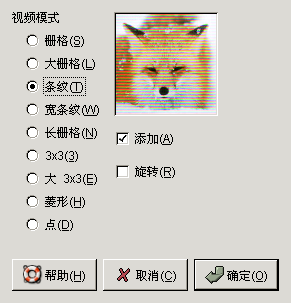 视频模式
栅格(S)
大栅格(L)
条纹(T)
宽条纹(W)
长栅格(N)
3x3(3)
大 3x3(E)
菱形(H)
点(D)
添加(A)
旋转(R)
帮助(H)
取消(C)
确定(O)